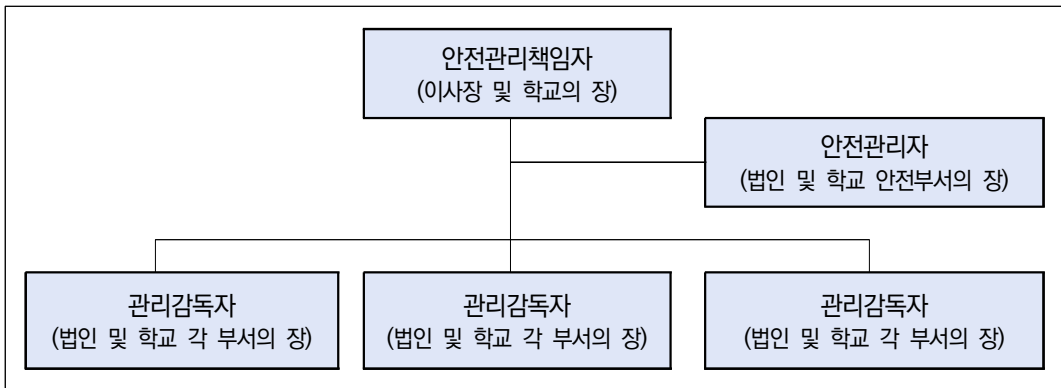 안전관리책임자
(이사장 및 학교의 장)
안전관리자
(법인 및 학교 안전부서의 장)
관리감독자
(법인 및 학교 각 부서의 장)
관리감독자
(법인 및 학교 각 부서의 장)
관리감독자
(법인 및 학교 각 부서의 장)